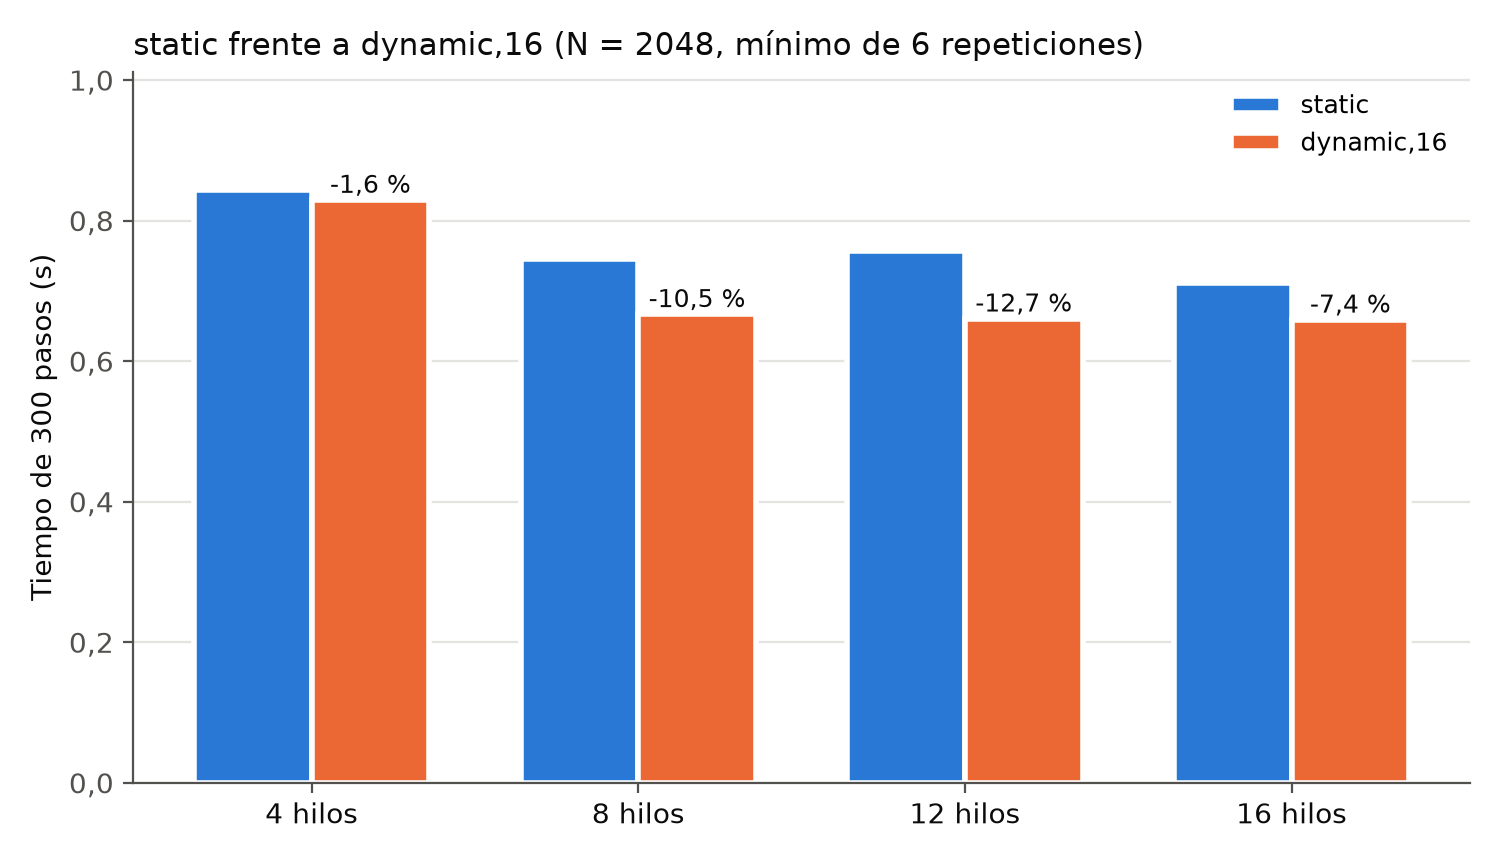 static frente a dynamic,16 (N = 2048, mínimo de 6 repeticiones)
static
dynamic,16
Tiempo de 300 pasos (s)
1,0
0,8
0,6
0,4
0,2
0,0
-1,6 %
-10,5 %
-12,7 %
-7,4 %
4 hilos
8 hilos
12 hilos
16 hilos